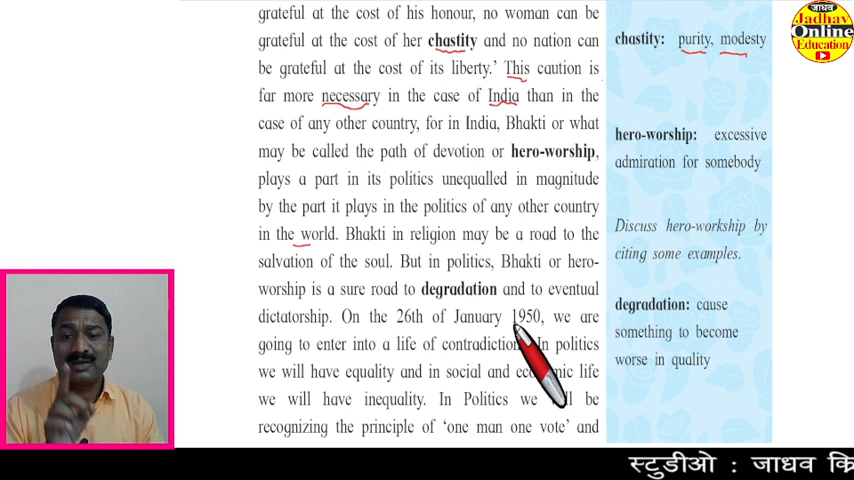 grateful at the cost of his honour, no woman can be
grateful at the cost of her chastity and no nation can
be grateful at the cost of its liberty.’ This caution is
far more necessary in the case of India than in the
case of any other country, for in India, Bhakti or what
may be called the path of devotion or hero-worship,
plays a part in its politics unequalled in magnitude
by the part it plays in the politics of any other country
in the world. Bhakti in religion may be a road to the
salvation of the soul. But in politics, Bhakti or hero-
worship is a sure road to degradation and to eventual
dictatorship. On the 26th of January 1950, we are
going to enter into a life of contradiction. In politics
we will have equality and in social and economic life
we will have inequality. In Politics we will be
recognizing the principle of ‘one man one vote’ and
chastity: purity, modesty
hero-worship: excessive
admiration for somebody
Discuss hero-workship by
citing some examples.
degradation: cause
something to become
worse in quality
जाधव
Jadhav
Online
Education
स्टुडीओ : जाधव कि